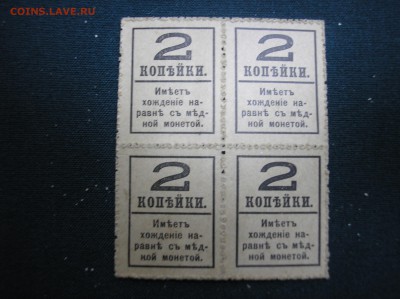 COINS.LAVE.RU
2 2
КОПѢЙКИ. КОПѢЙКИ.
Имѣетъ Имѣетъ
хожденіе на- хожденіе на-
равнѣ съ мѣд- равнѣ съ мѣд-
ной монетой. ной монетой.
2 2
КОПѢЙКИ. КОПѢЙКИ.
Имѣетъ Имѣетъ
хожденіе на- хожденіе на-
равнѣ съ мѣд- равнѣ съ мѣд-
ной монетой. ной монетой.